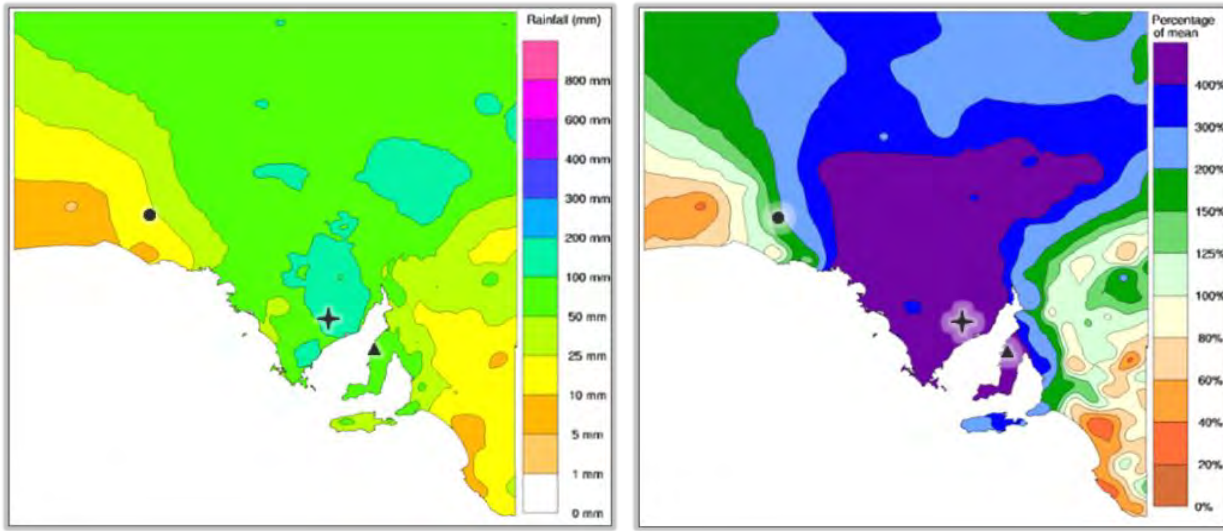 Rainfall (mm)
800 mm
600 mm
400 mm
300 mm
200 mm
100 mm
50 mm
25 mm
10 mm
5 mm
1 mm
0 mm
Percentage
of mean
400%
300%
200%
150%
125%
100%
80%
60%
40%
20%
0%